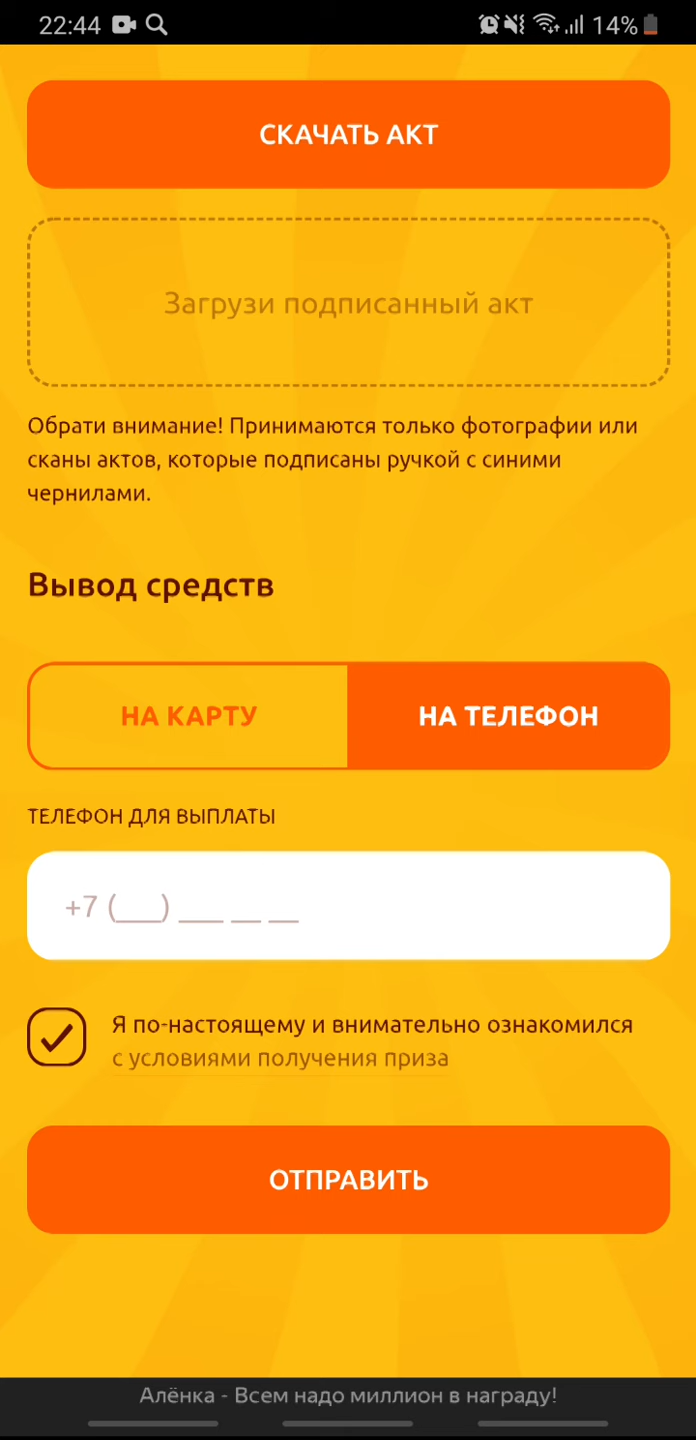 22:44
14%
СКАЧАТЬ АКТ
Загрузи подписанный акт
Обрати внимание! Принимаются только фотографии или
сканы актов, которые подписаны ручкой с синими
чернилами.
Вывод средств
НА КАРТУ
НА ТЕЛЕФОН
ТЕЛЕФОН ДЛЯ ВЫПЛАТЫ
+7 (___) ___ __ __
Я по-настоящему и внимательно ознакомился
с условиями получения приза
ОТПРАВИТЬ
Алёнка - Всем надо миллион в награду!